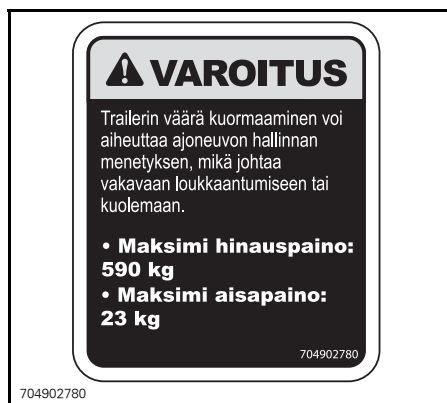 VAROITUS
Trailerin väärä kuormaaminen voi
aiheuttaa ajoneuvon hallinnan
menetyksen, mikä johtaa
vakavaan loukkaantumiseen tai
kuolemaan.
• Maksimi hinauspaino:
590 kg
• Maksimi aisapaino:
23 kg
704902780
704902780